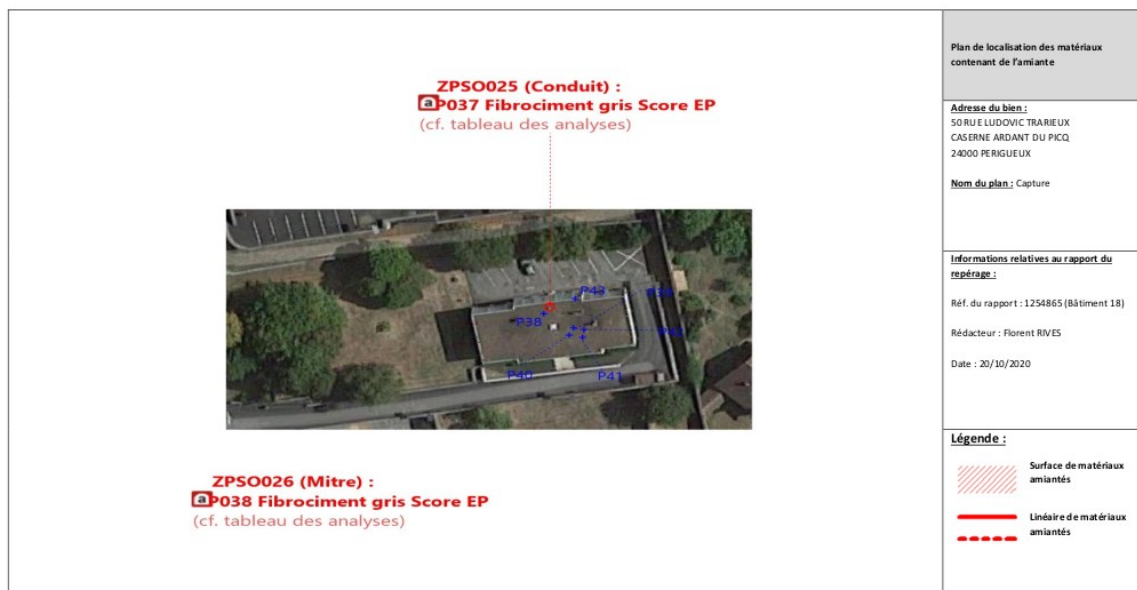 ZPSO025 (Conduit) :
a P037 Fibrociment gris Score EP
(cf. tableau des analyses)
P43
P38
P40
P41
ZPSO026 (Mitre) :
a P038 Fibrociment gris Score EP
(cf. tableau des analyses)
Plan de localisation des matériaux
contenant de l'amiante
Adresse du bien :
50 RUE LUDOVIC TRARIEUX
CASERNE ARDANT DU PICQ
24000 PERIGUEUX
Nom du plan : Capture
Informations relatives au rapport du
repérage :
Réf. du rapport : 1254865 (Bâtiment 18)
Rédacteur : Florent RIVES
Date : 20/10/2020
Légende :
Surface de matériaux
amiantés
Linéaire de matériaux
amiantés